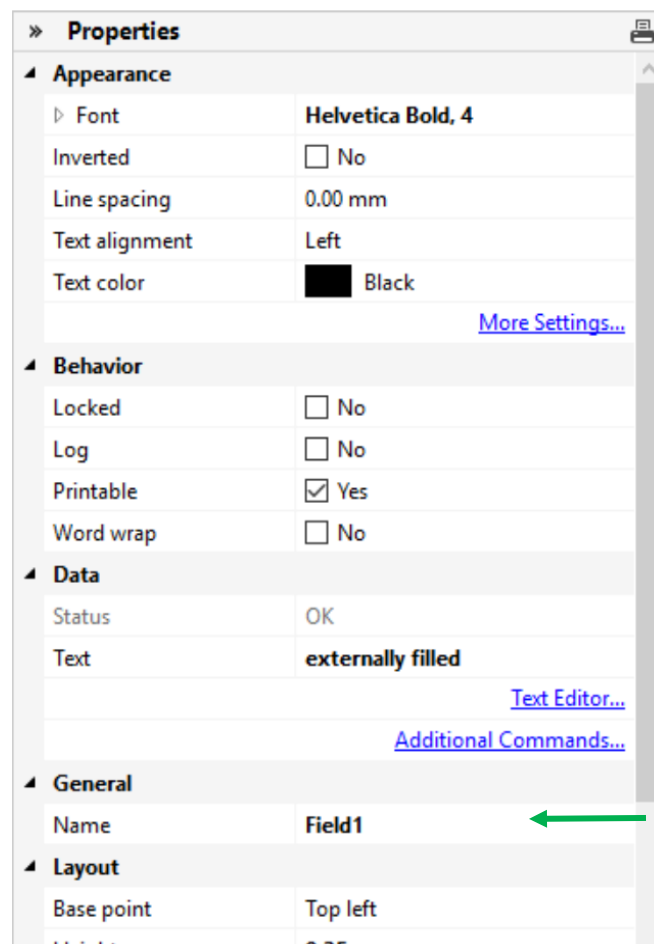 » Properties
Appearance
Font Helvetica Bold, 4
Inverted No
Line spacing 0.00 mm
Text alignment Left
Text color Black
More Settings...
Behavior
Locked No
Log No
Printable Yes
Word wrap No
Data
Status OK
Text externally filled
Text Editor...
Additional Commands...
General
Name Field1
Layout
Base point Top left